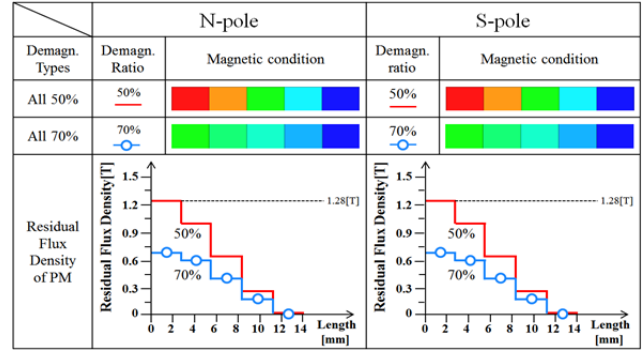 N-pole
S-pole
Demagn.
Types
Demagn.
Ratio
Magnetic condition
Demagn.
ratio
Magnetic condition
All 50%
50%
50%
All 70%
70%
70%
Residual
Flux
Density
of PM
Residual Flux Density[T]
1.5
1.2
0.9
0.6
0.3
0
1.28[T]
50%
70%
0 2 4 6 8 10 12 14
Length
[mm]
Residual Flux Density[T]
1.5
1.2
0.9
0.6
0.3
0
1.28[T]
50%
70%
0 2 4 6 8 10 12 14
Length
[mm]